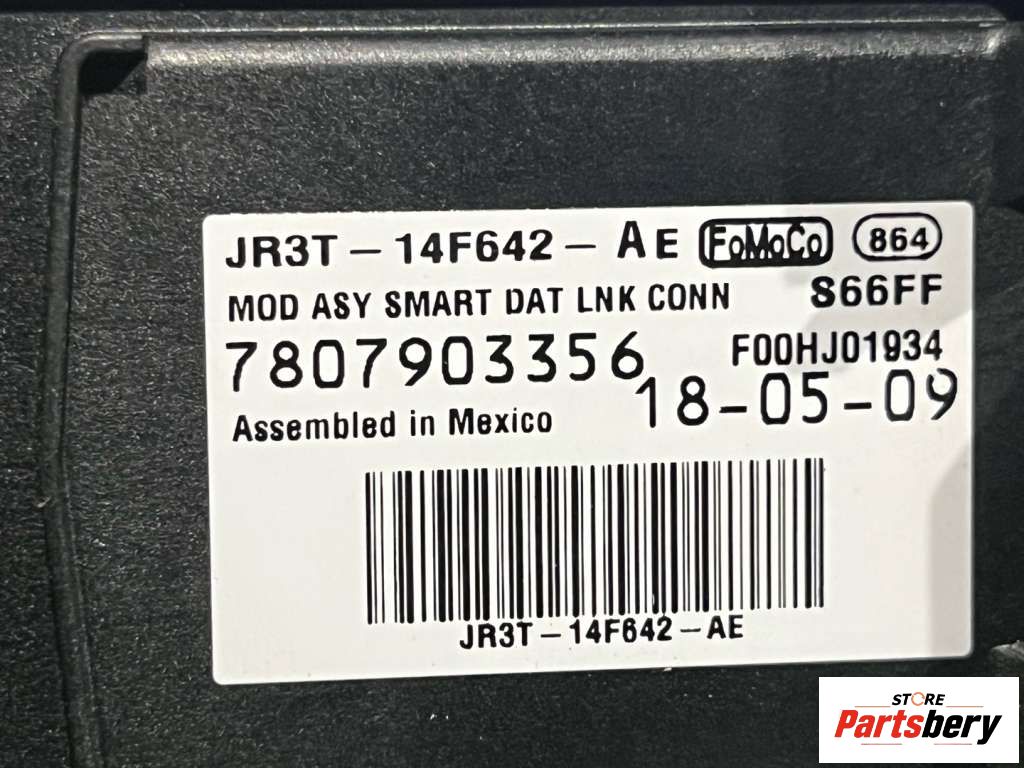 JR3T - 14F642 - AE FoMoCo 864
MOD ASY SMART DAT LNK CONN S66FF
7807903356 F00HJ01934
Assembled in Mexico 18-05-09
JR3T - 14F642 - AE
STORE
Partsbery